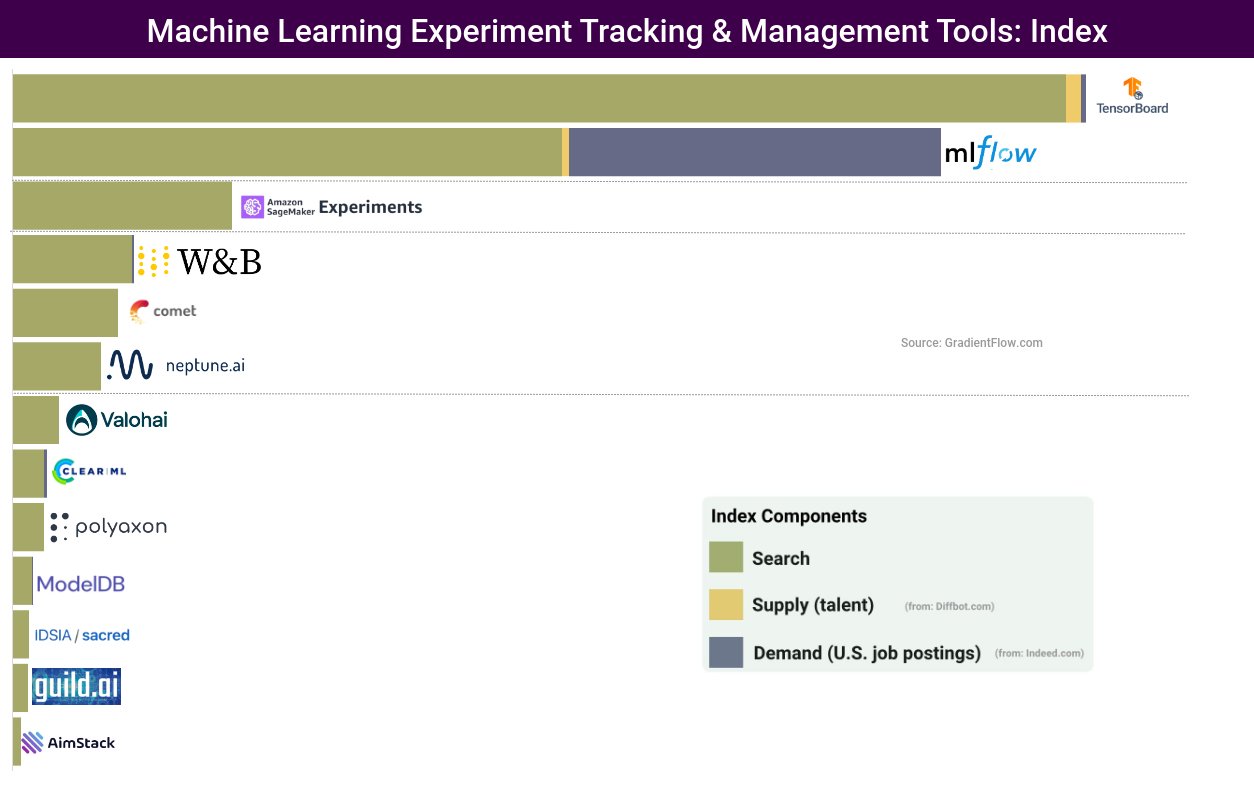 Machine Learning Experiment Tracking & Management Tools: Index
TensorBoard
mlflow
Amazon
SageMaker Experiments
W&B
comet
neptune.ai
Source: GradientFlow.com
Valohai
CLEAR|ML
polyaxon
ModelDB
IDSIA / sacred
guild.ai
AimStack
Index Components
Search
Supply (talent) (from: Diffbot.com)
Demand (U.S. job postings) (from: Indeed.com)